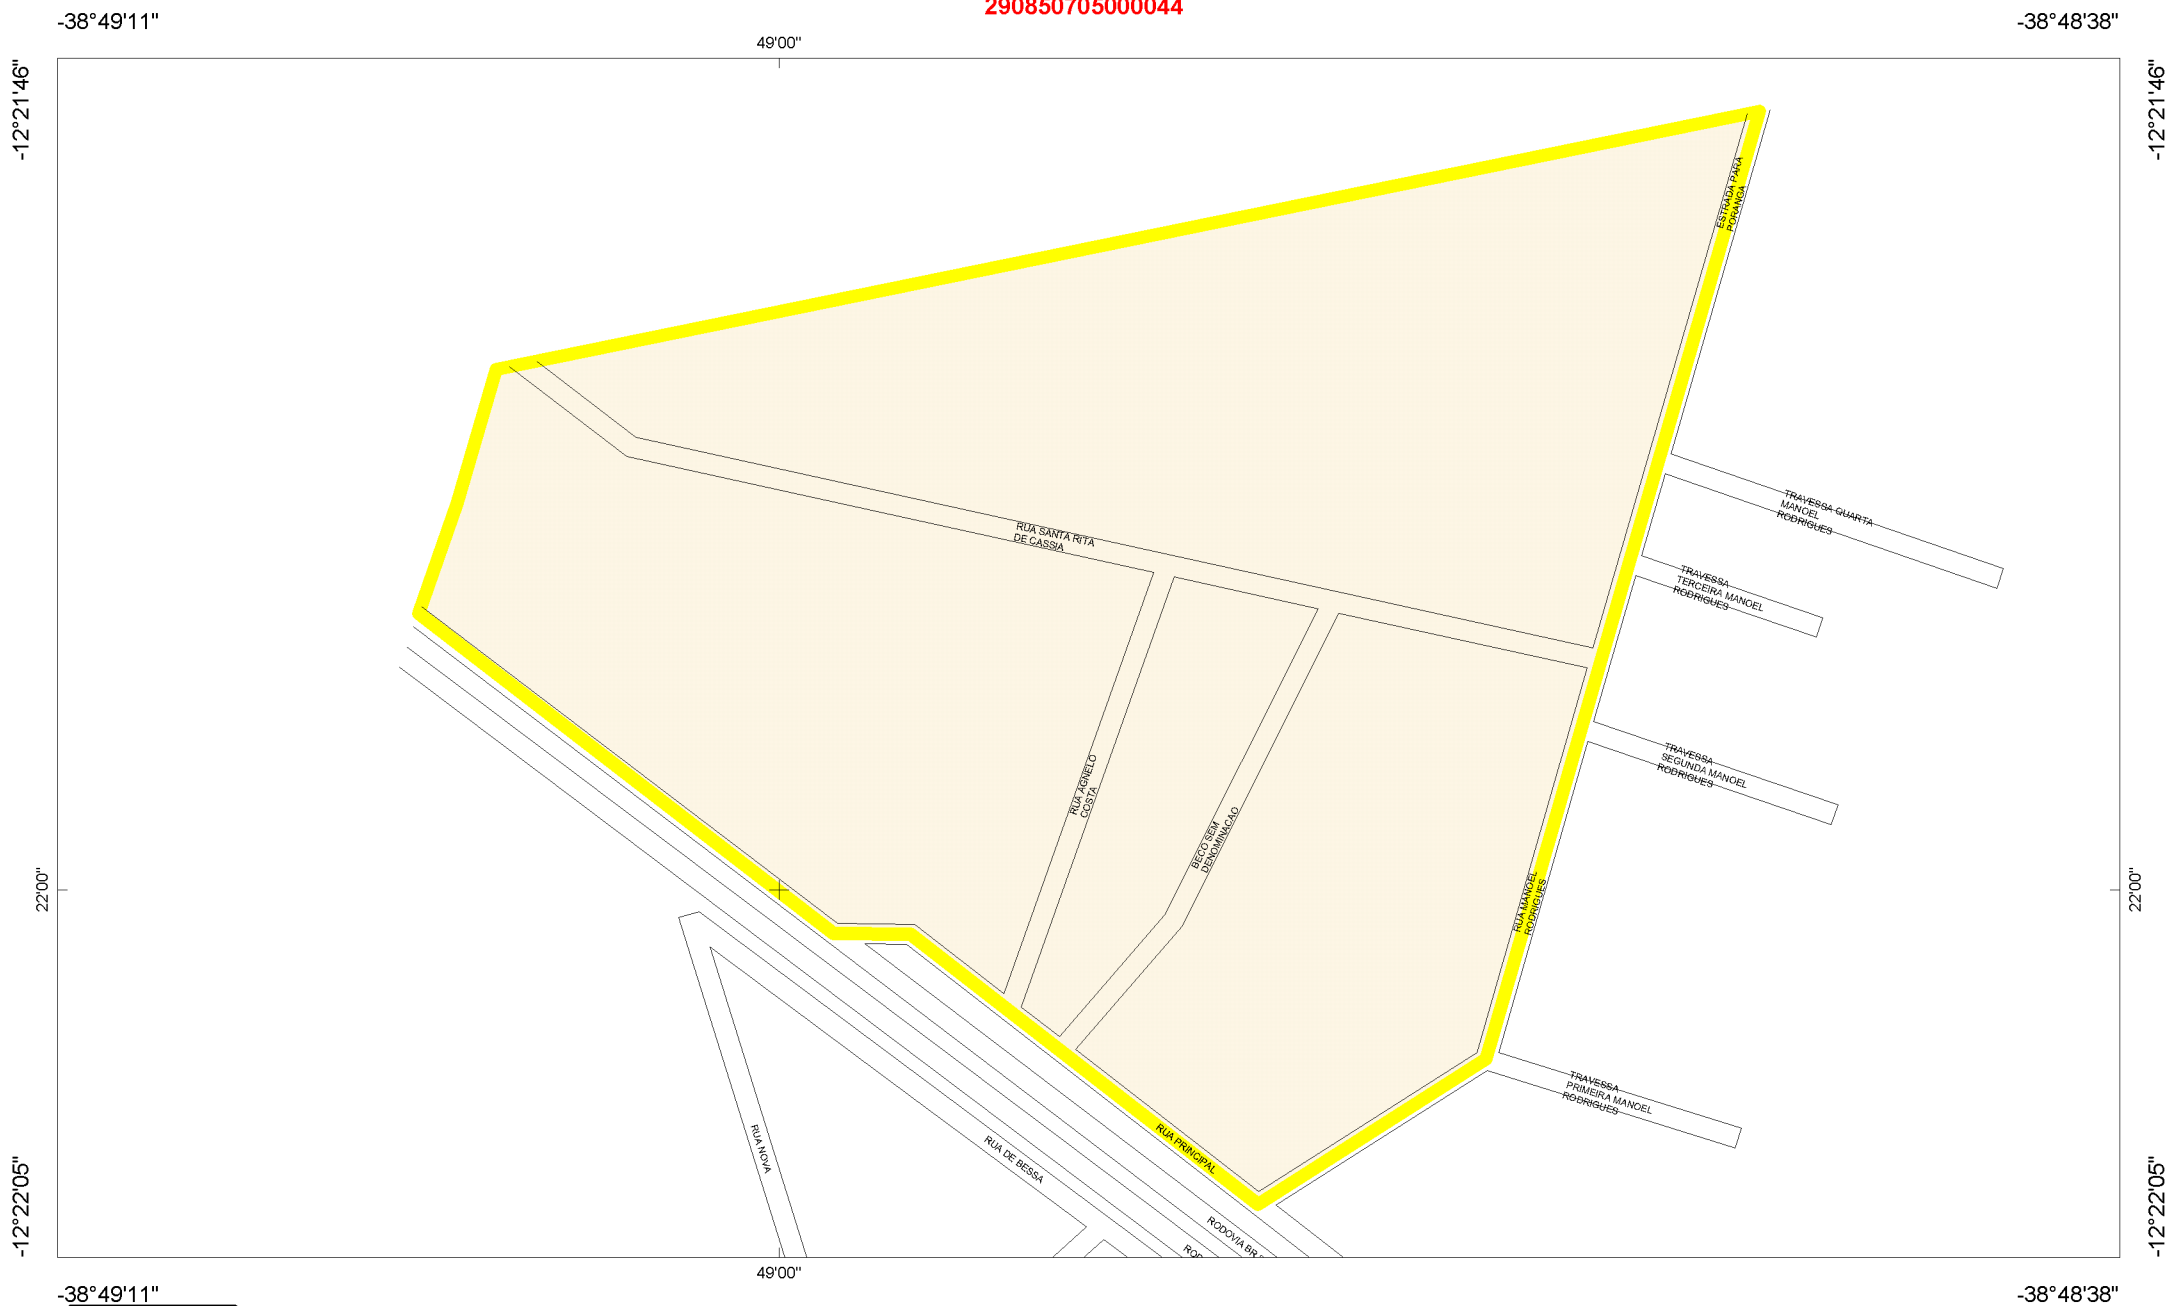 290850705000044
-38°49'11"
-38°48'38"
49'00"
-12°21'46"
-12°21'46"
ESTRADA PARA
PORANGA
TRAVESSA QUARTA
MANOEL
RODRIGUES
RUA SANTA RITA
DE CASSIA
TRAVESSA
TERCEIRA MANOEL
RODRIGUES
TRAVESSA
SEGUNDA MANOEL
RODRIGUES
RUA AGNELO
COSTA
BECO SEM
DENOMINACAO
RUA MANOEL
RODRIGUES
22'00"
22'00"
TRAVESSA
PRIMEIRA MANOEL
RODRIGUES
RUA NOVA
RUA DE BESSA
RUA PRINCIPAL
RODOVIA BR
-12°22'05"
-12°22'05"
49'00"
-38°49'11"
-38°48'38"